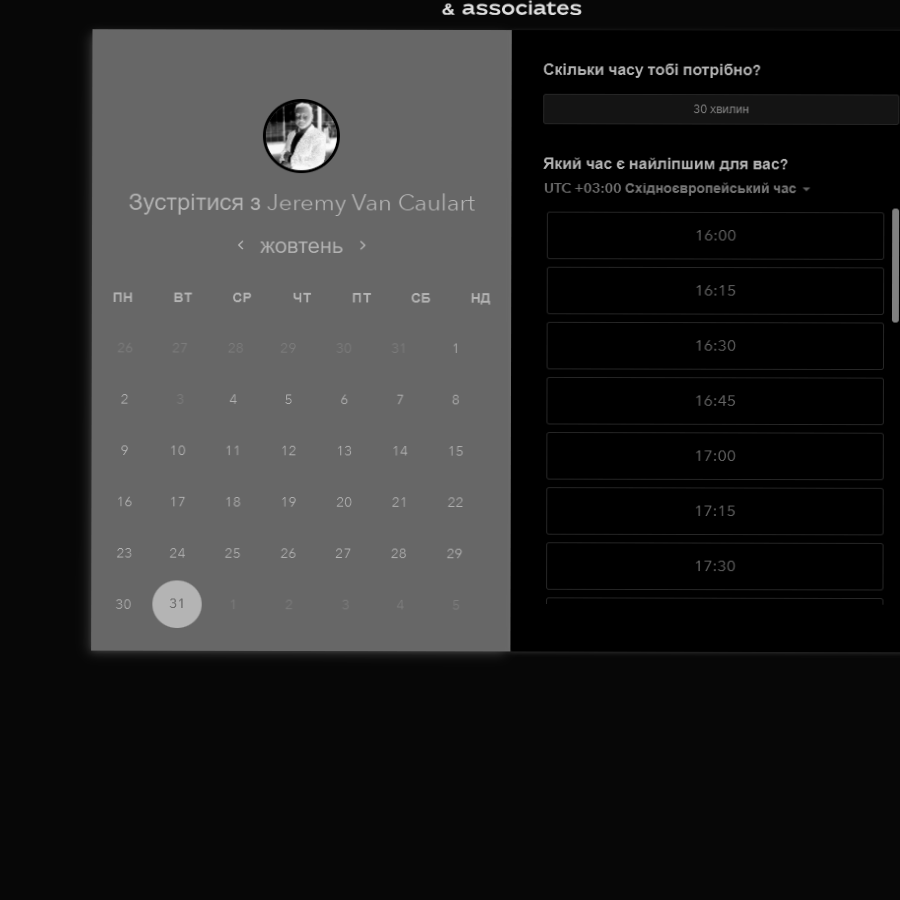 & associates
Зустрітися з Jeremy Van Caulart
жовтень
ПН ВТ СР ЧТ ПТ СБ НД
26 27 28 29 30 31 1
2 3 4 5 6 7 8
9 10 11 12 13 14 15
16 17 18 19 20 21 22
23 24 25 26 27 28 29
30 31 1 2 3 4 5
Скільки часу тобі потрібно?
30 хвилин
Який час є найліпшим для вас?
UTC +03:00 Східноєвропейський час
16:00
16:15
16:30
16:45
17:00
17:15
17:30